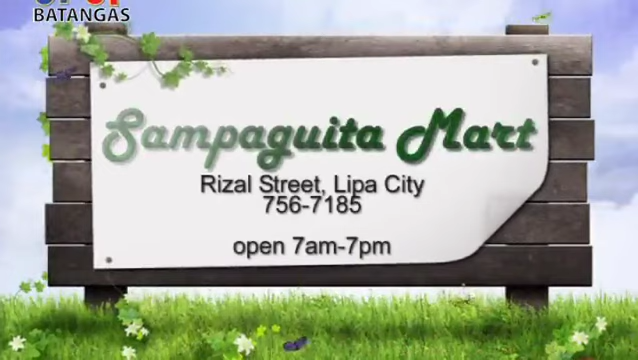 BATANGAS
Sampaguita Mart
Rizal Street, Lipa City
756-7185
open 7am-7pm